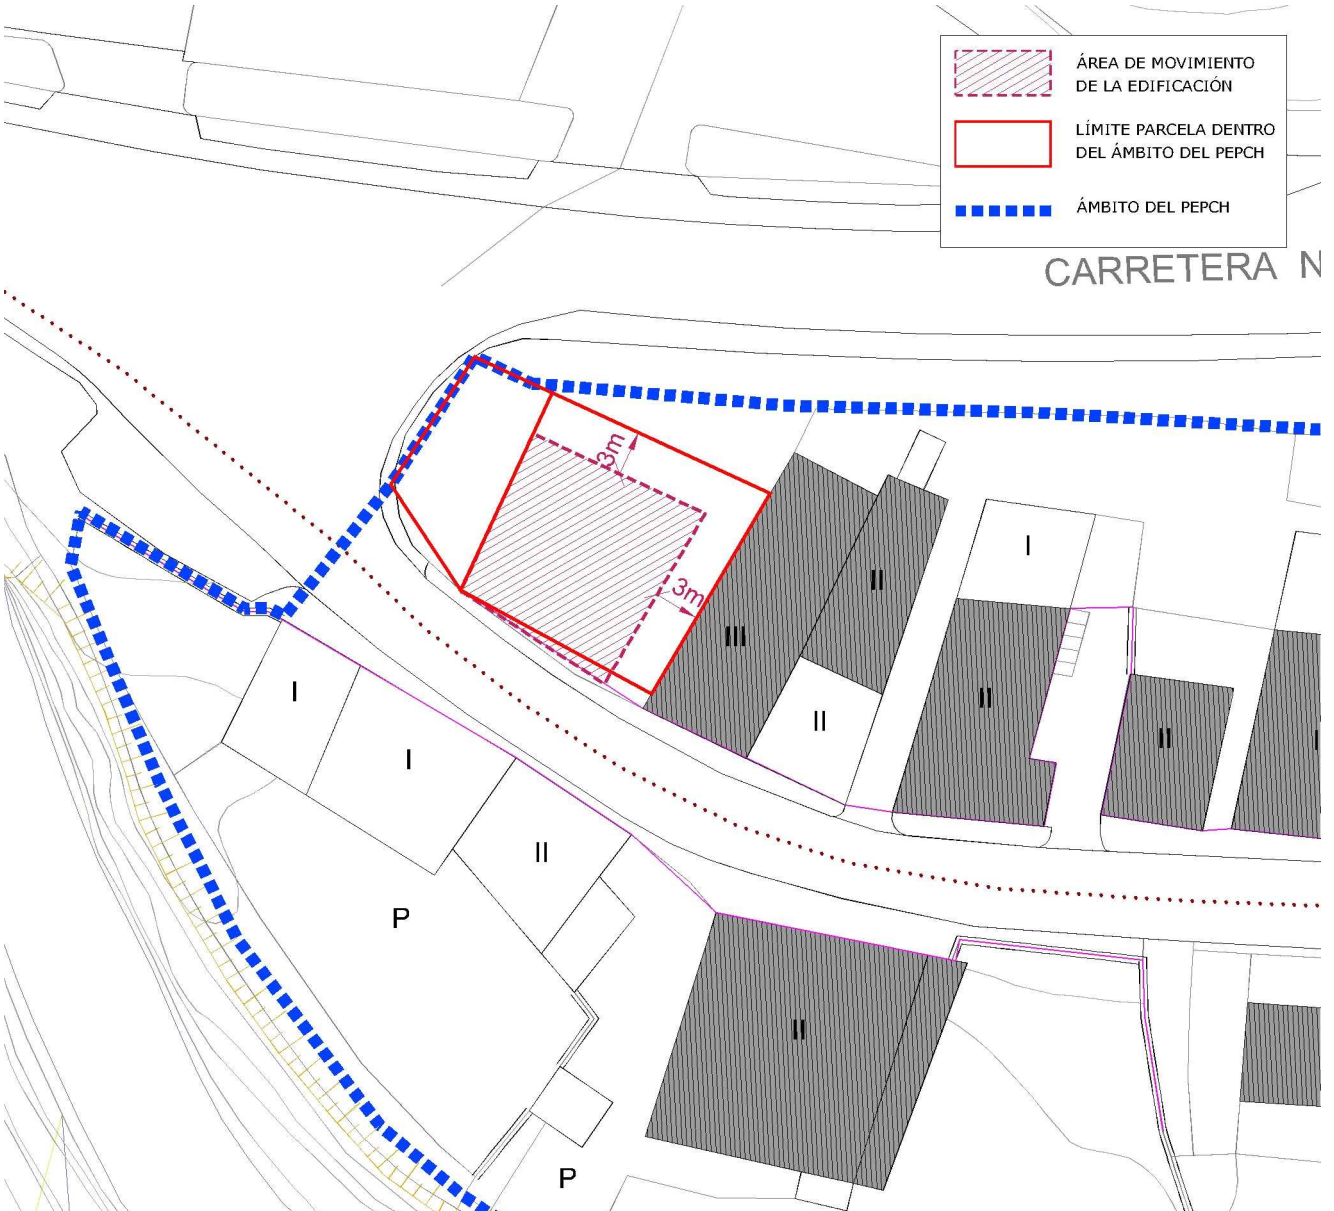 ÁREA DE MOVIMIENTO
DE LA EDIFICACIÓN
LÍMITE PARCELA DENTRO
DEL ÁMBITO DEL PEPCH
ÁMBITO DEL PEPCH
CARRETERA N
3m
I
II
3m
III
II
II
I
II
II
I
I
II
P
II
P